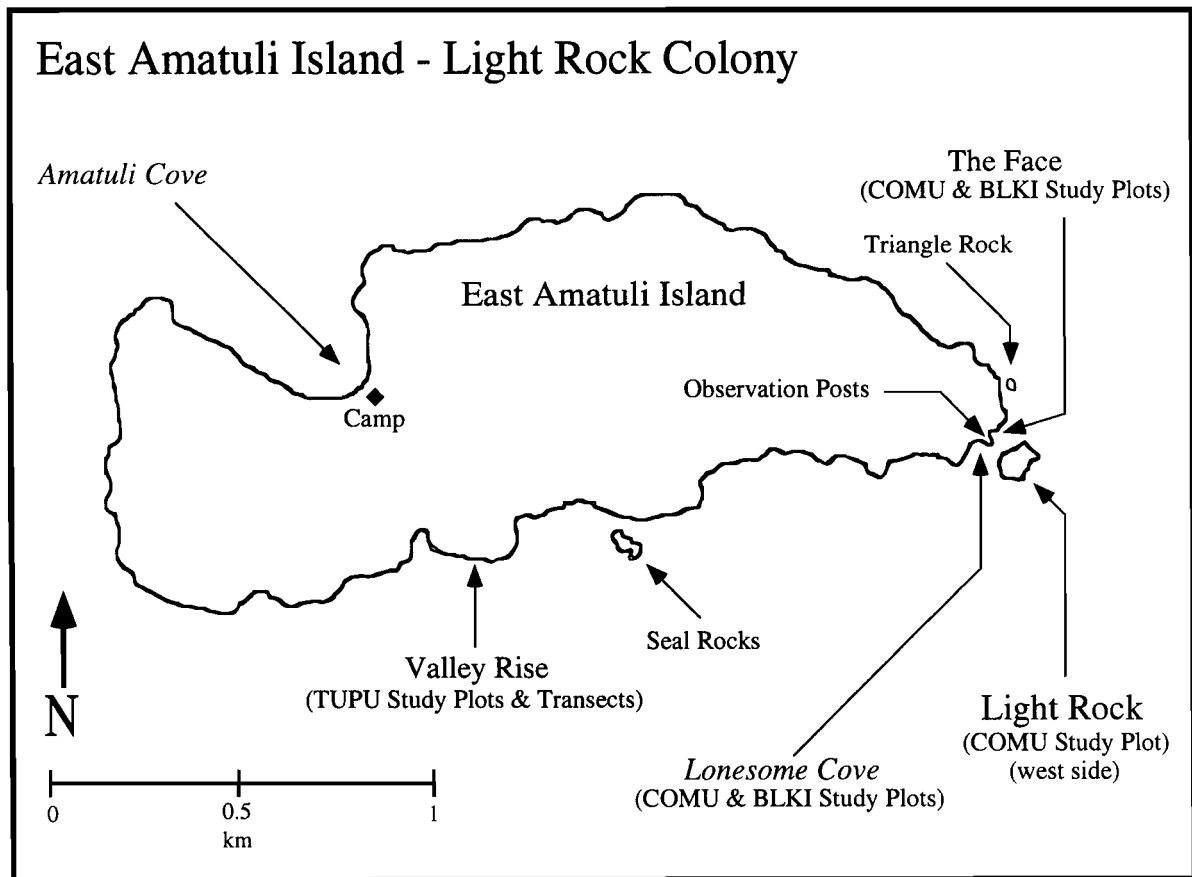 East Amatuli Island - Light Rock Colony
Amatuli Cove
The Face
(COMU & BLKI Study Plots)
Triangle Rock
East Amatuli Island
Observation Posts
Camp
Seal Rocks
Valley Rise
(TUPU Study Plots & Transects)
Light Rock
(COMU Study Plot)
(west side)
Lonesome Cove
(COMU & BLKI Study Plots)
N
0 0.5 1
km